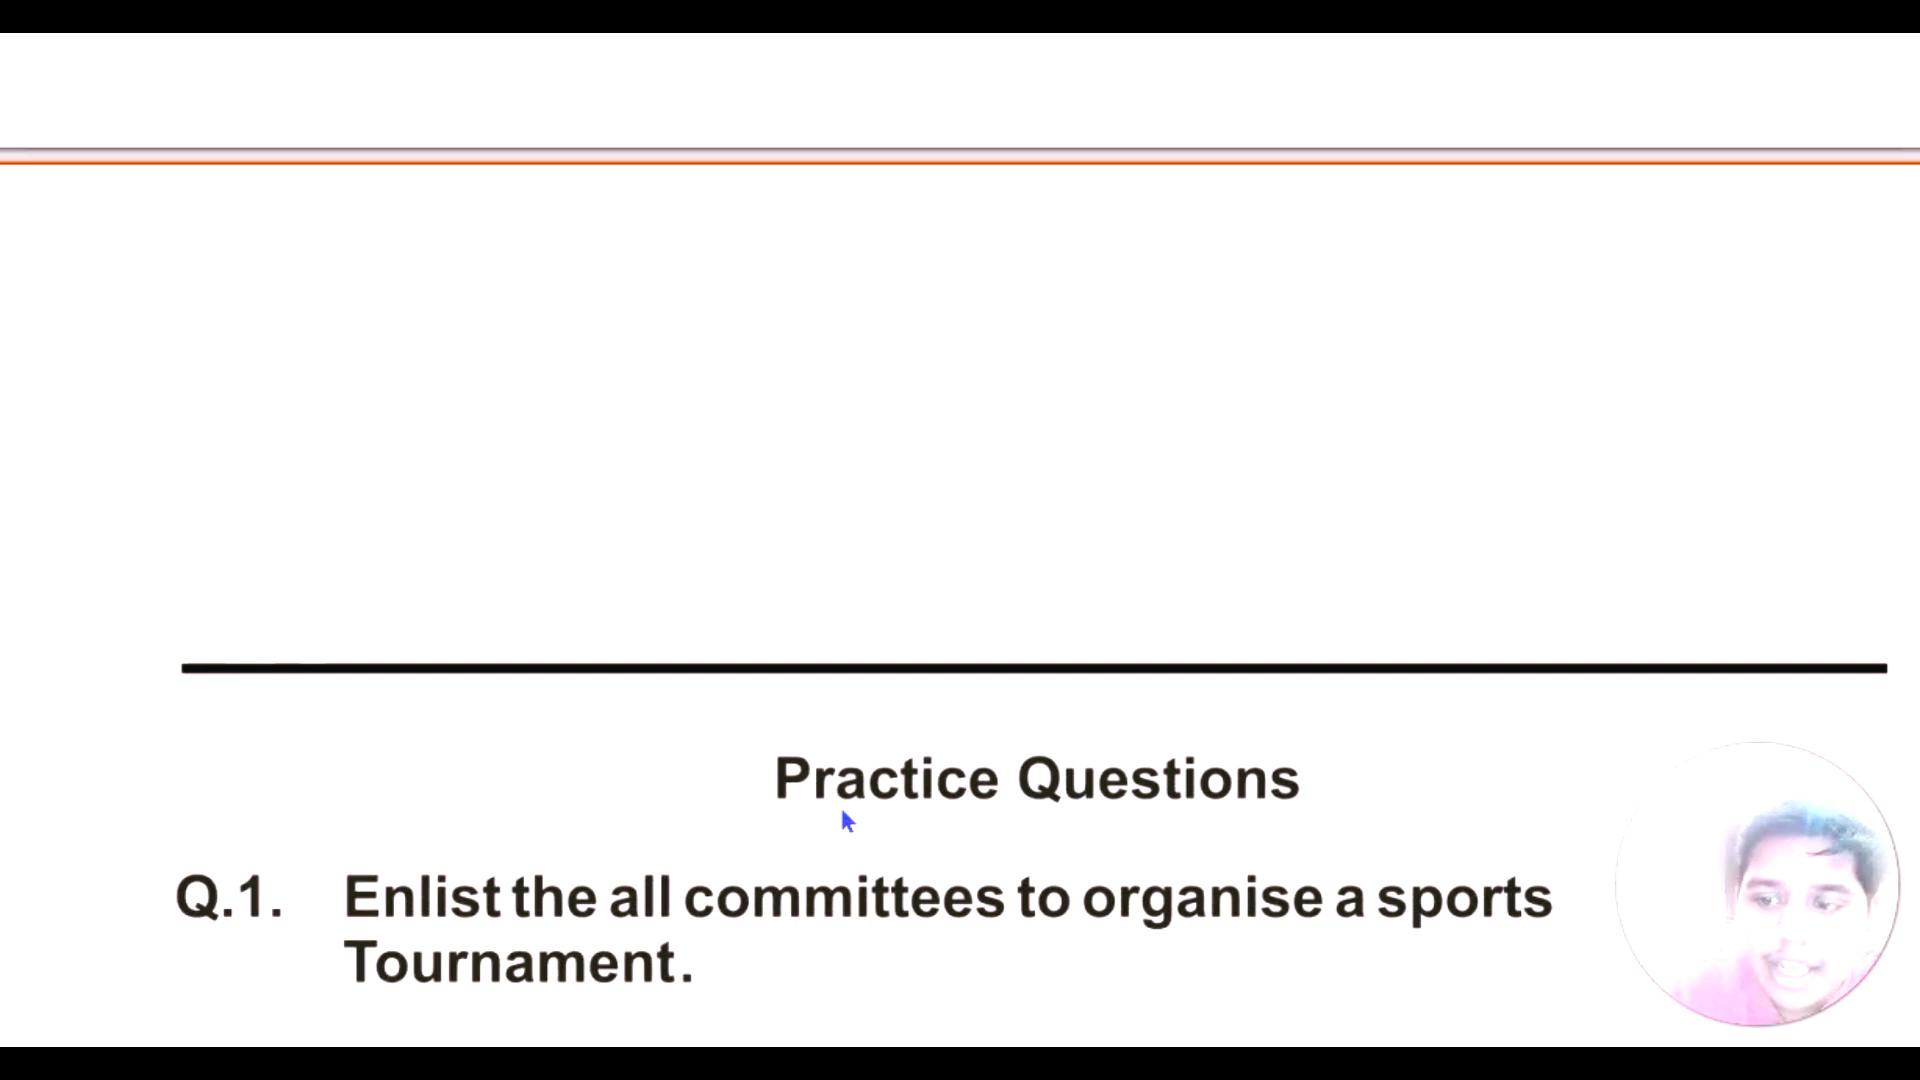 Practice Questions
Q.1. Enlist the all committees to organise a sports
Tournament.